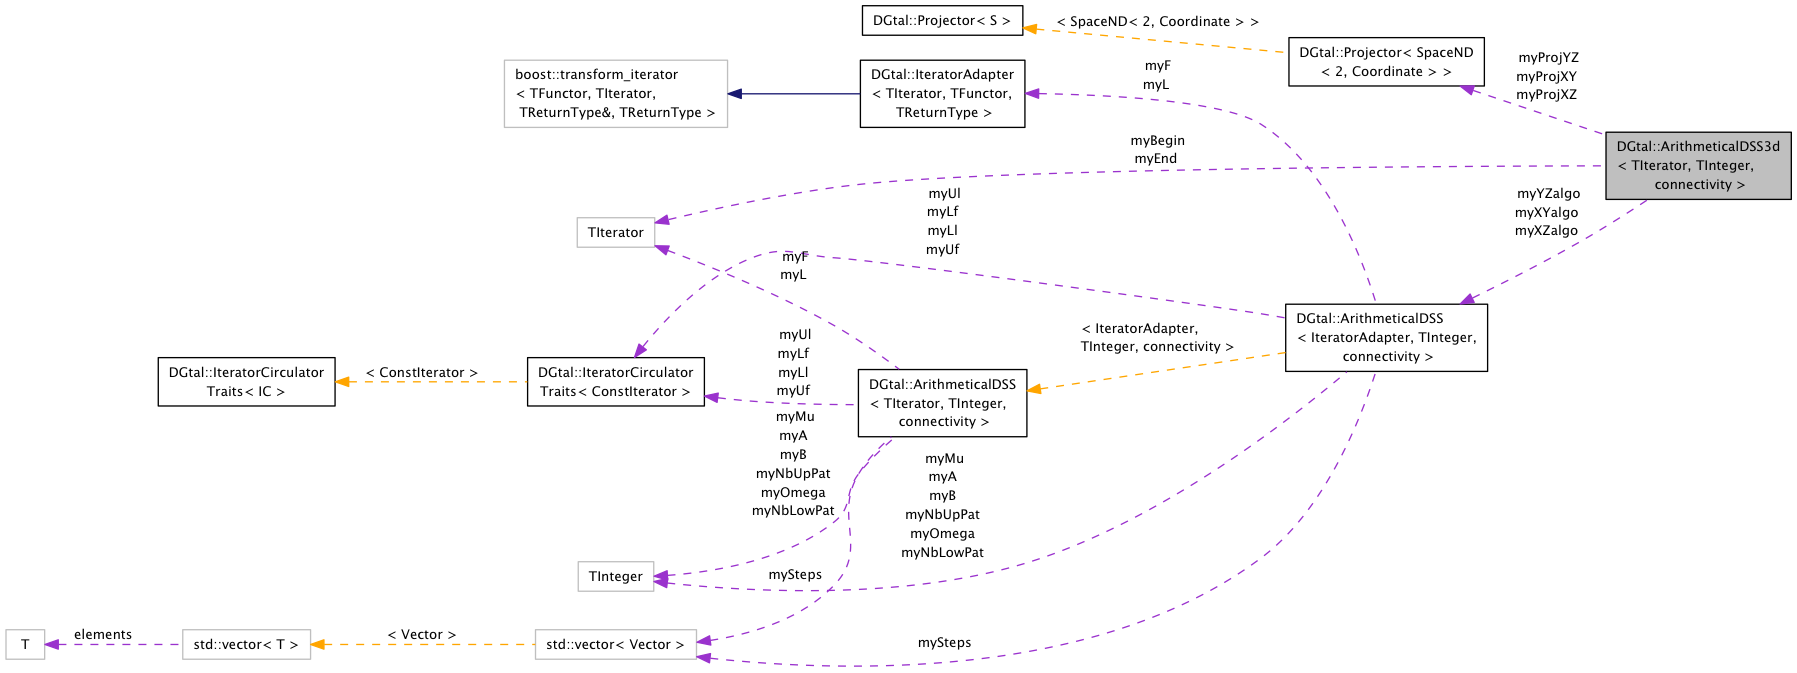 DGtal::Projector< S >
< SpaceND< 2, Coordinate > >
DGtal::Projector< SpaceND
< 2, Coordinate > >
myProjYZ
myProjXY
myProjXZ
boost::transform_iterator
< TFunctor, TIterator,
TReturnType&, TReturnType >
DGtal::IteratorAdapter
< TIterator, TFunctor,
TReturnType >
myF
myL
myBegin
myEnd
DGtal::ArithmeticalDSS3d
< TIterator, TInteger,
connectivity >
myYZalgo
myXYalgo
myXZalgo
TIterator
myUl
myLf
myLl
myUf
myF
myL
DGtal::ArithmeticalDSS
< IteratorAdapter, TInteger,
connectivity >
< IteratorAdapter,
TInteger, connectivity >
DGtal::IteratorCirculator
Traits< IC >
< ConstIterator >
DGtal::IteratorCirculator
Traits< ConstIterator >
myUl
myLf
myLl
myUf
DGtal::ArithmeticalDSS
< TIterator, TInteger,
connectivity >
myMu
myA
myB
myNbUpPat
myOmega
myNbLowPat
myMu
myA
myB
myNbUpPat
myOmega
myNbLowPat
TInteger
mySteps
T
elements
std::vector< T >
< Vector >
std::vector< Vector >
mySteps